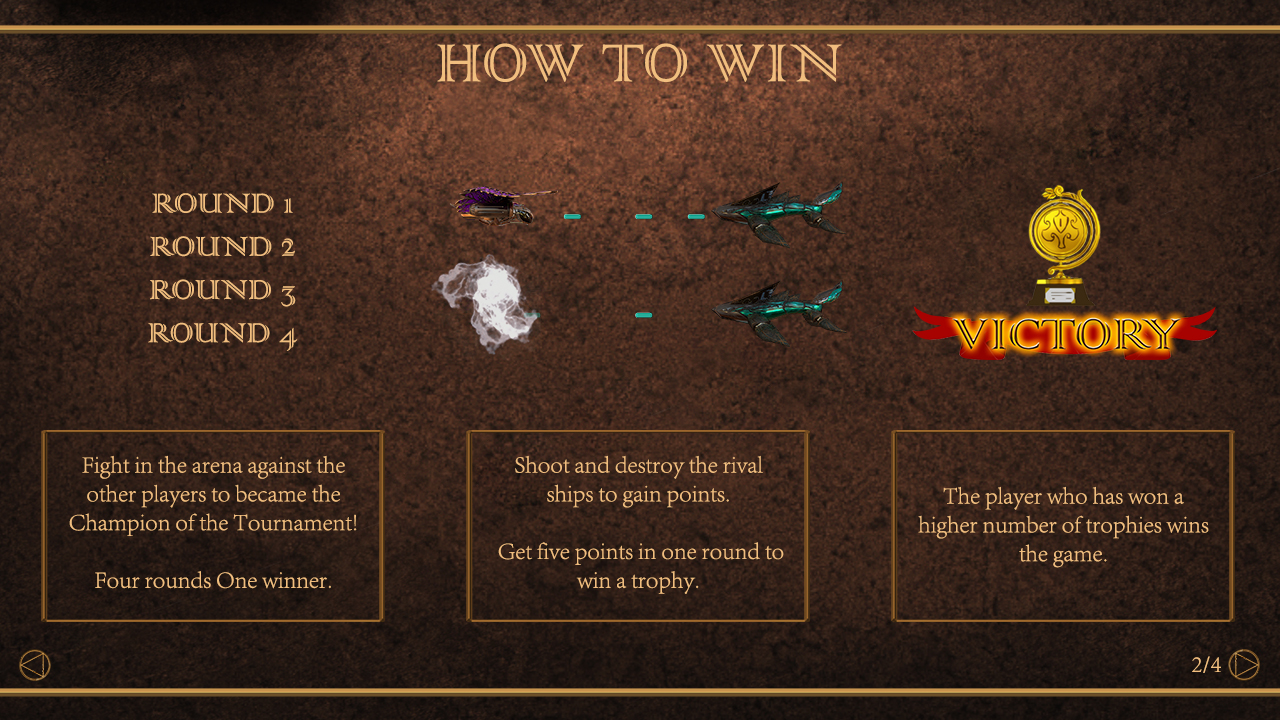 HOW TO WIN
ROUND 1
ROUND 2
ROUND 3
ROUND 4
VICTORY
Fight in the arena against the
other players to became the
Champion of the Tournament!
Four rounds One winner.
Shoot and destroy the rival
ships to gain points.
Get five points in one round to
win a trophy.
The player who has won a
higher number of trophies wins
the game.
2/4